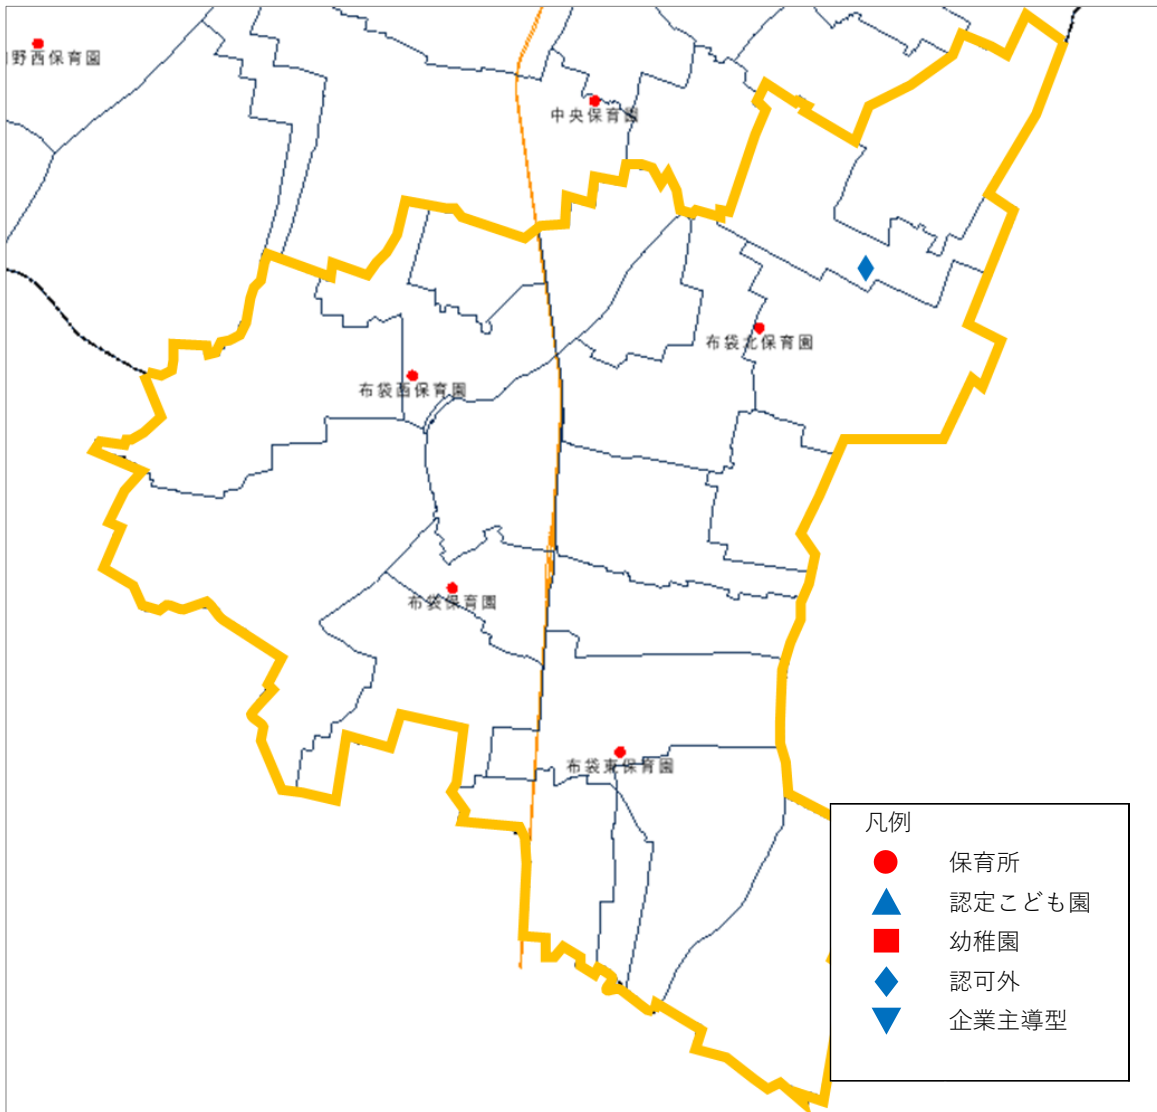 野西保育園
中央保育園
布袋北保育園
布袋西保育園
布袋保育園
布袋東保育園
凡例
保育所
認定こども園
幼稚園
認可外
企業主導型